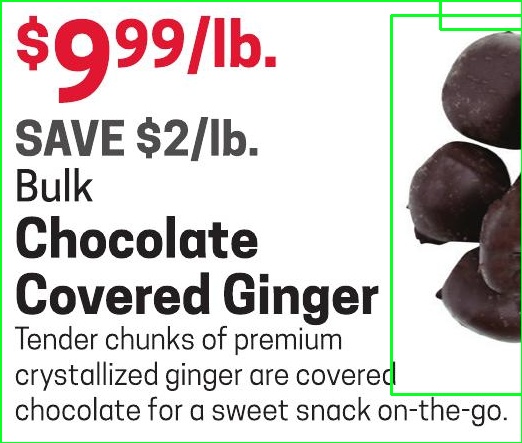 $9.99/lb.
SAVE $2/lb.
Bulk
Chocolate
Covered Ginger
Tender chunks of premium
crystallized ginger are covered
chocolate for a sweet snack on-the-go.